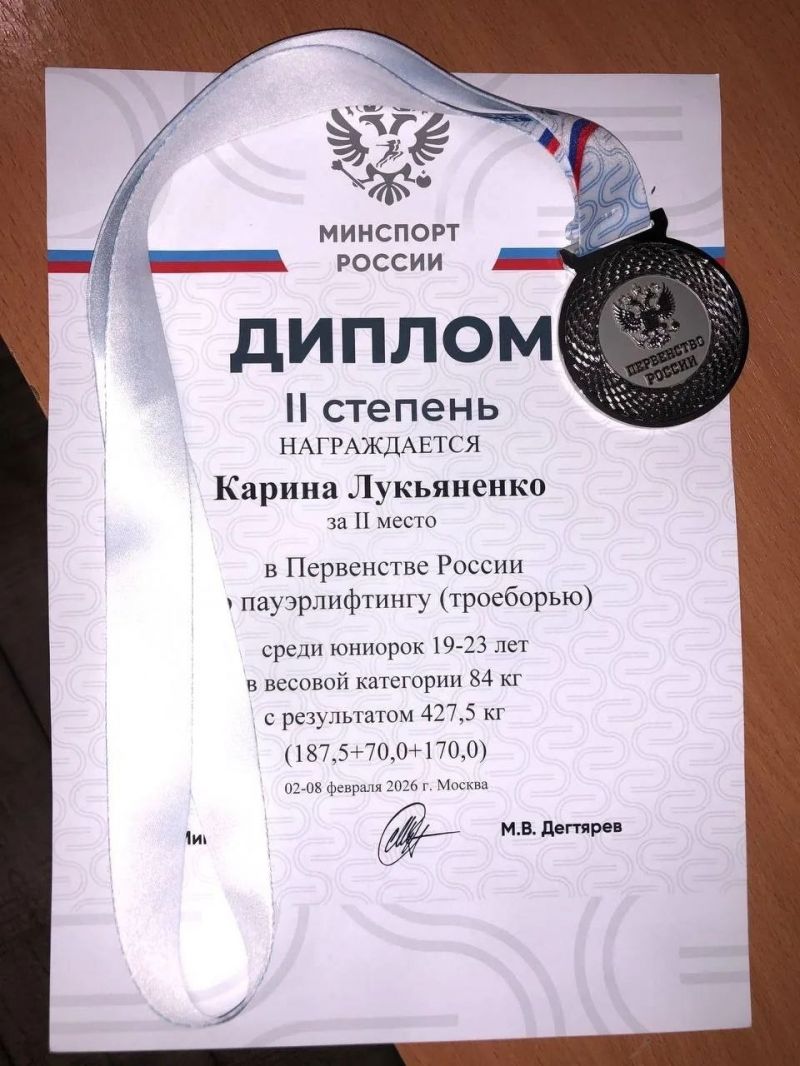 МИНСПОРТ
РОССИИ
ДИПЛОМ
II степень
НАГРАЖДАЕТСЯ
Карина Лукьяненко
за II место
в Первенстве России
пауэрлифтингу (троеборью)
среди юниорок 19-23 лет
в весовой категории 84 кг
с результатом 427,5 кг
(187,5+70,0+170,0)
02-08 февраля 2026 г. Москва
М.В. Дегтярев
ПЕРВЕНСТВО
РОССИИ